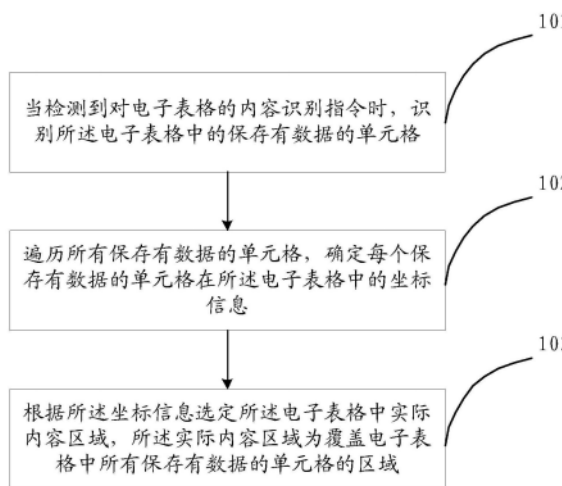 101
当检测到对电子表格的内容识别指令时，识
别所述电子表格中的保存有数据的单元格
102
遍历所有保存有数据的单元格，确定每个保
存有数据的单元格在所述电子表格中的坐标
信息
103
根据所述坐标信息选定所述电子表格中实际
内容区域，所述实际内容区域为覆盖电子表
格中所有保存有数据的单元格的区域